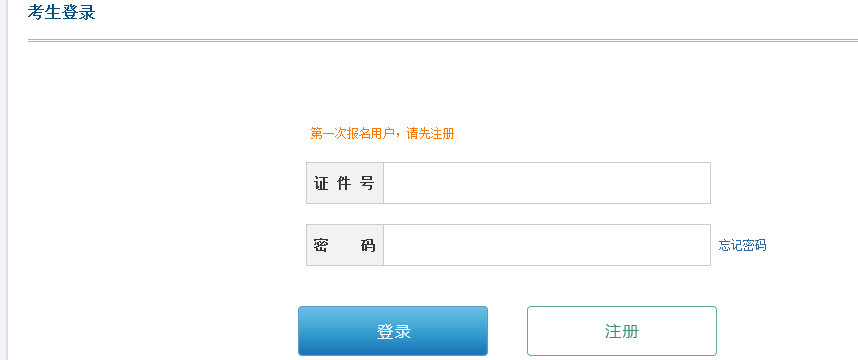 考生登录
第一次报名用户，请先注册
证 件 号
密 码
忘记密码
登录
注册